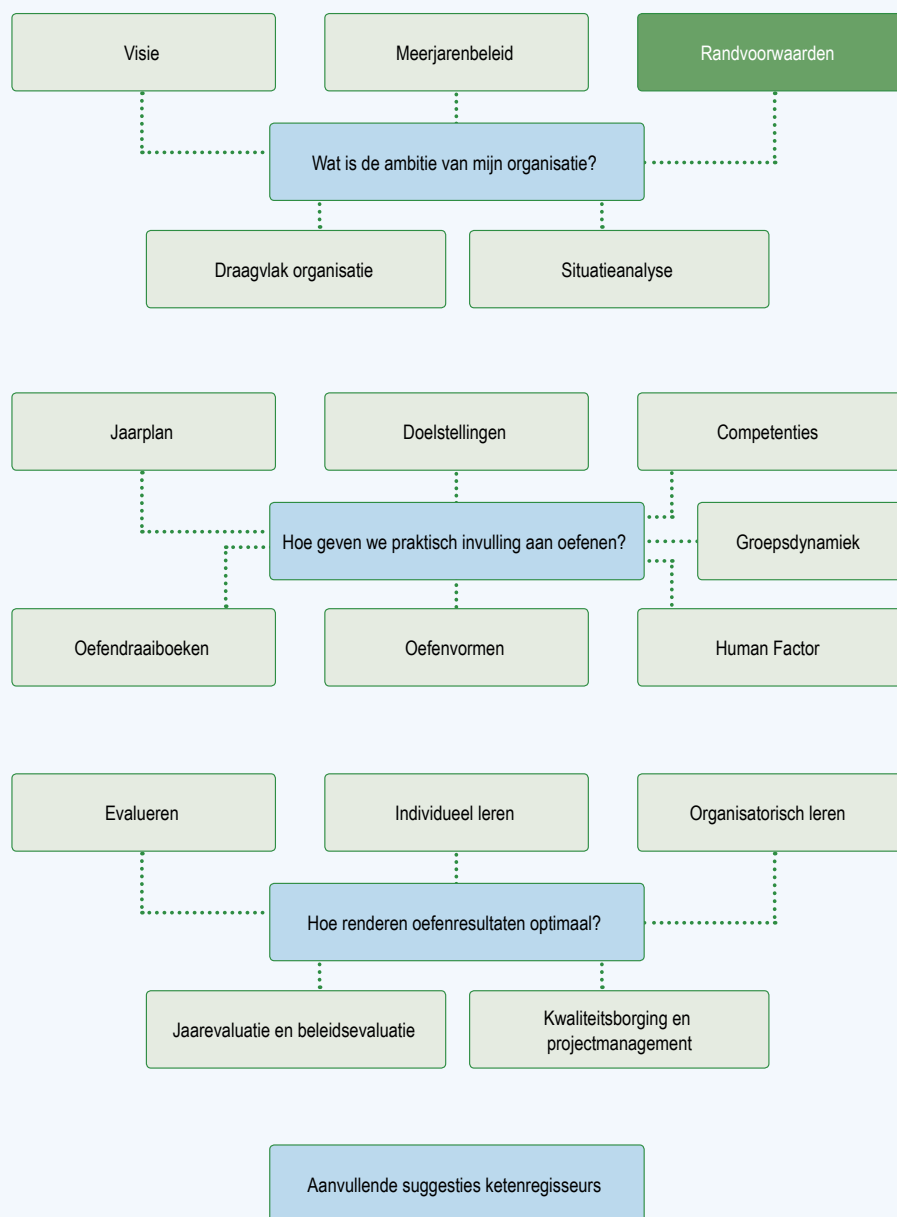 Visie
Meerjarenbeleid
Randvoorwaarden
Wat is de ambitie van mijn organisatie?
Draagvlak organisatie
Situatieanalyse
Jaarplan
Doelstellingen
Competenties
Hoe geven we praktisch invulling aan oefenen?
Groepsdynamiek
Oefendraaiboeken
Oefenvormen
Human Factor
Evalueren
Individueel leren
Organisatorisch leren
Hoe renderen oefenresultaten optimaal?
Jaarevaluatie en beleidsevaluatie
Kwaliteitsborging en
projectmanagement
Aanvullende suggesties ketenregisseurs